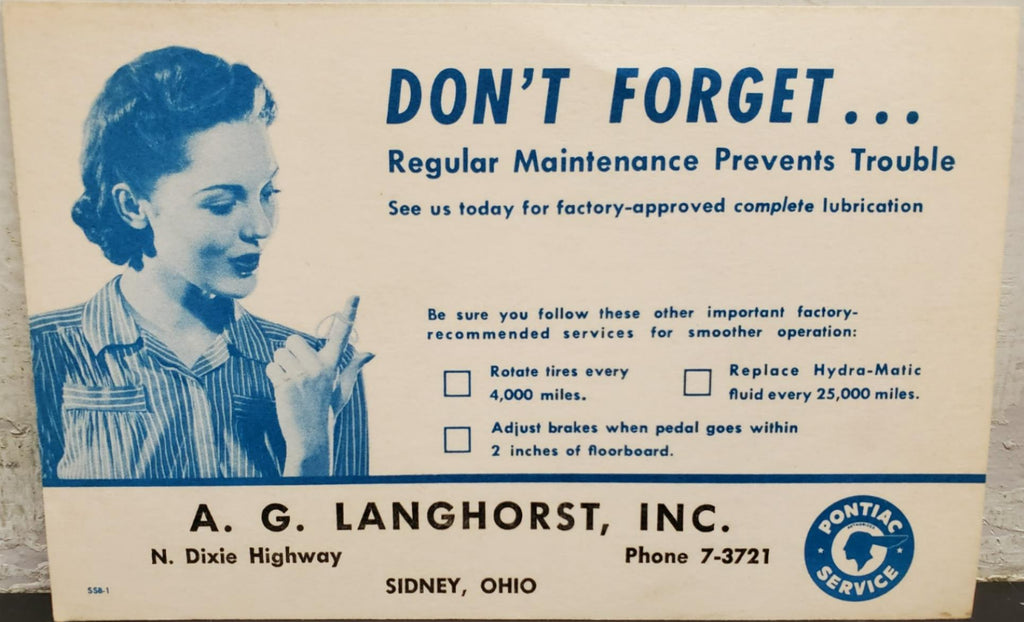 DON'T FORGET...
Regular Maintenance Prevents Trouble
See us today for factory-approved complete lubrication
Be sure you follow these other important factory-
recommended services for smoother operation:
Rotate tires every
4,000 miles.
Replace Hydra-Matic
fluid every 25,000 miles.
Adjust brakes when pedal goes within
2 inches of floorboard.
A. G. LANGHORST, INC.
N. Dixie Highway
Phone 7-3721
SIDNEY, OHIO
PONTIAC
AUTHORIZED
SERVICE
558-1